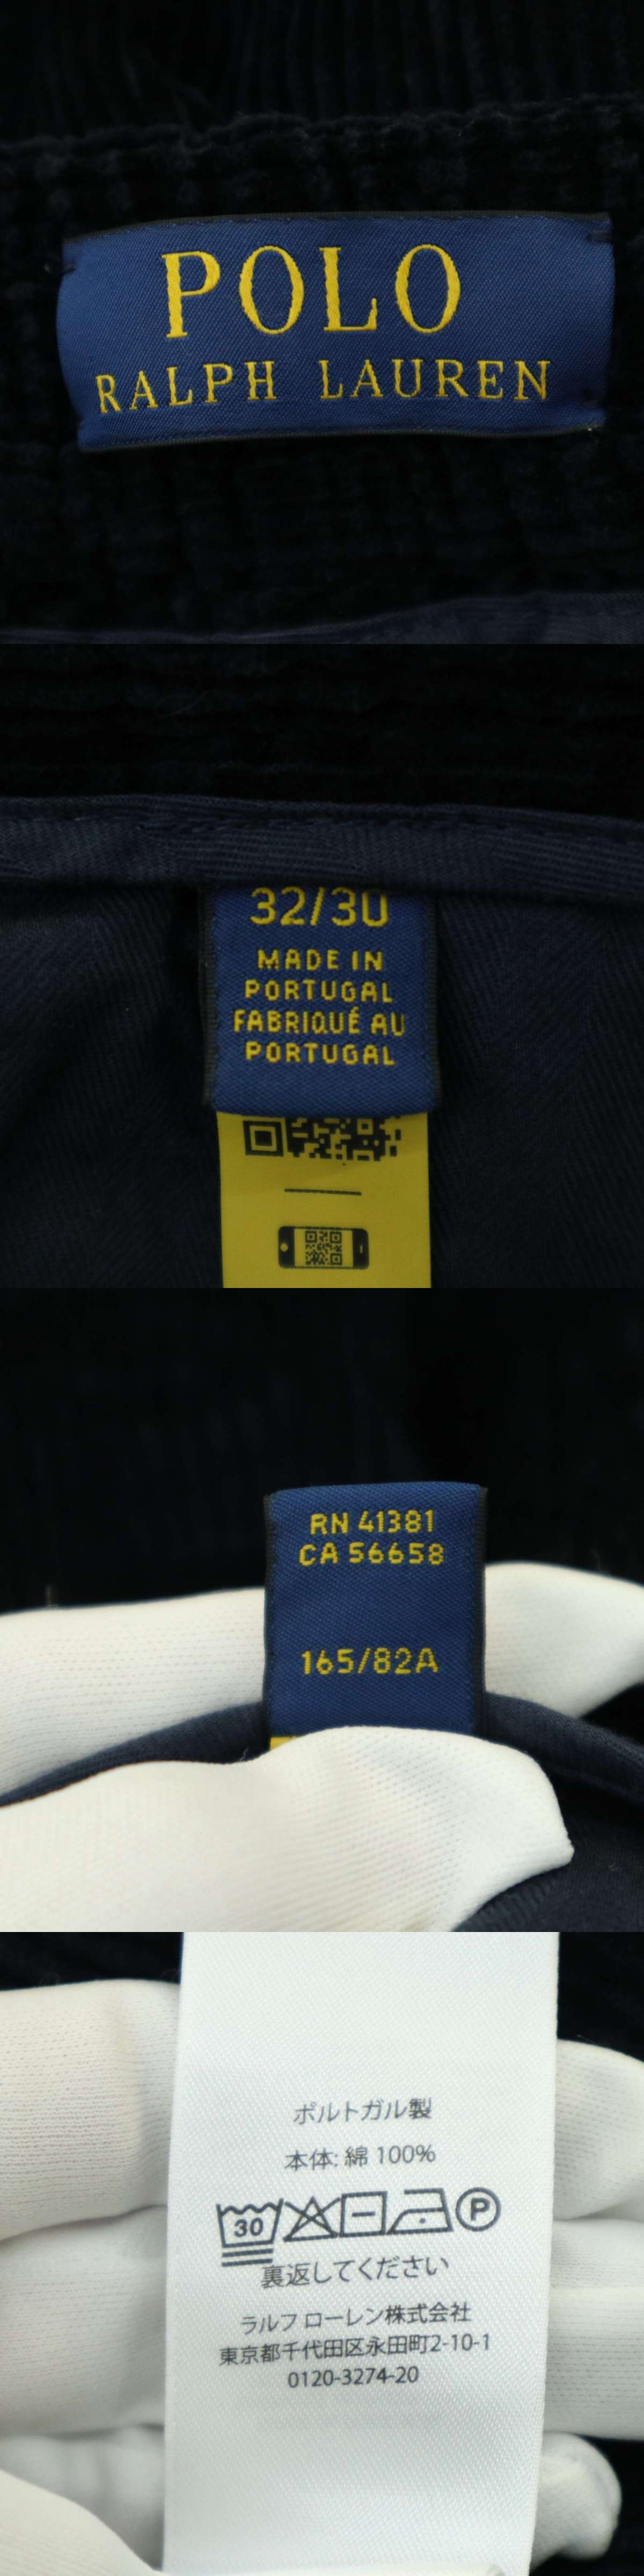 POLO
RALPH LAUREN
32/30
MADE IN
PORTUGAL
FABRIQUÉ AU
PORTUGAL
RN 41381
CA 56658
165/82A
ポルトガル製
本体: 綿 100%
30
P
裏返してください
ラルフ ローレン株式会社
東京都千代田区永田町2-10-1
0120-3274-20